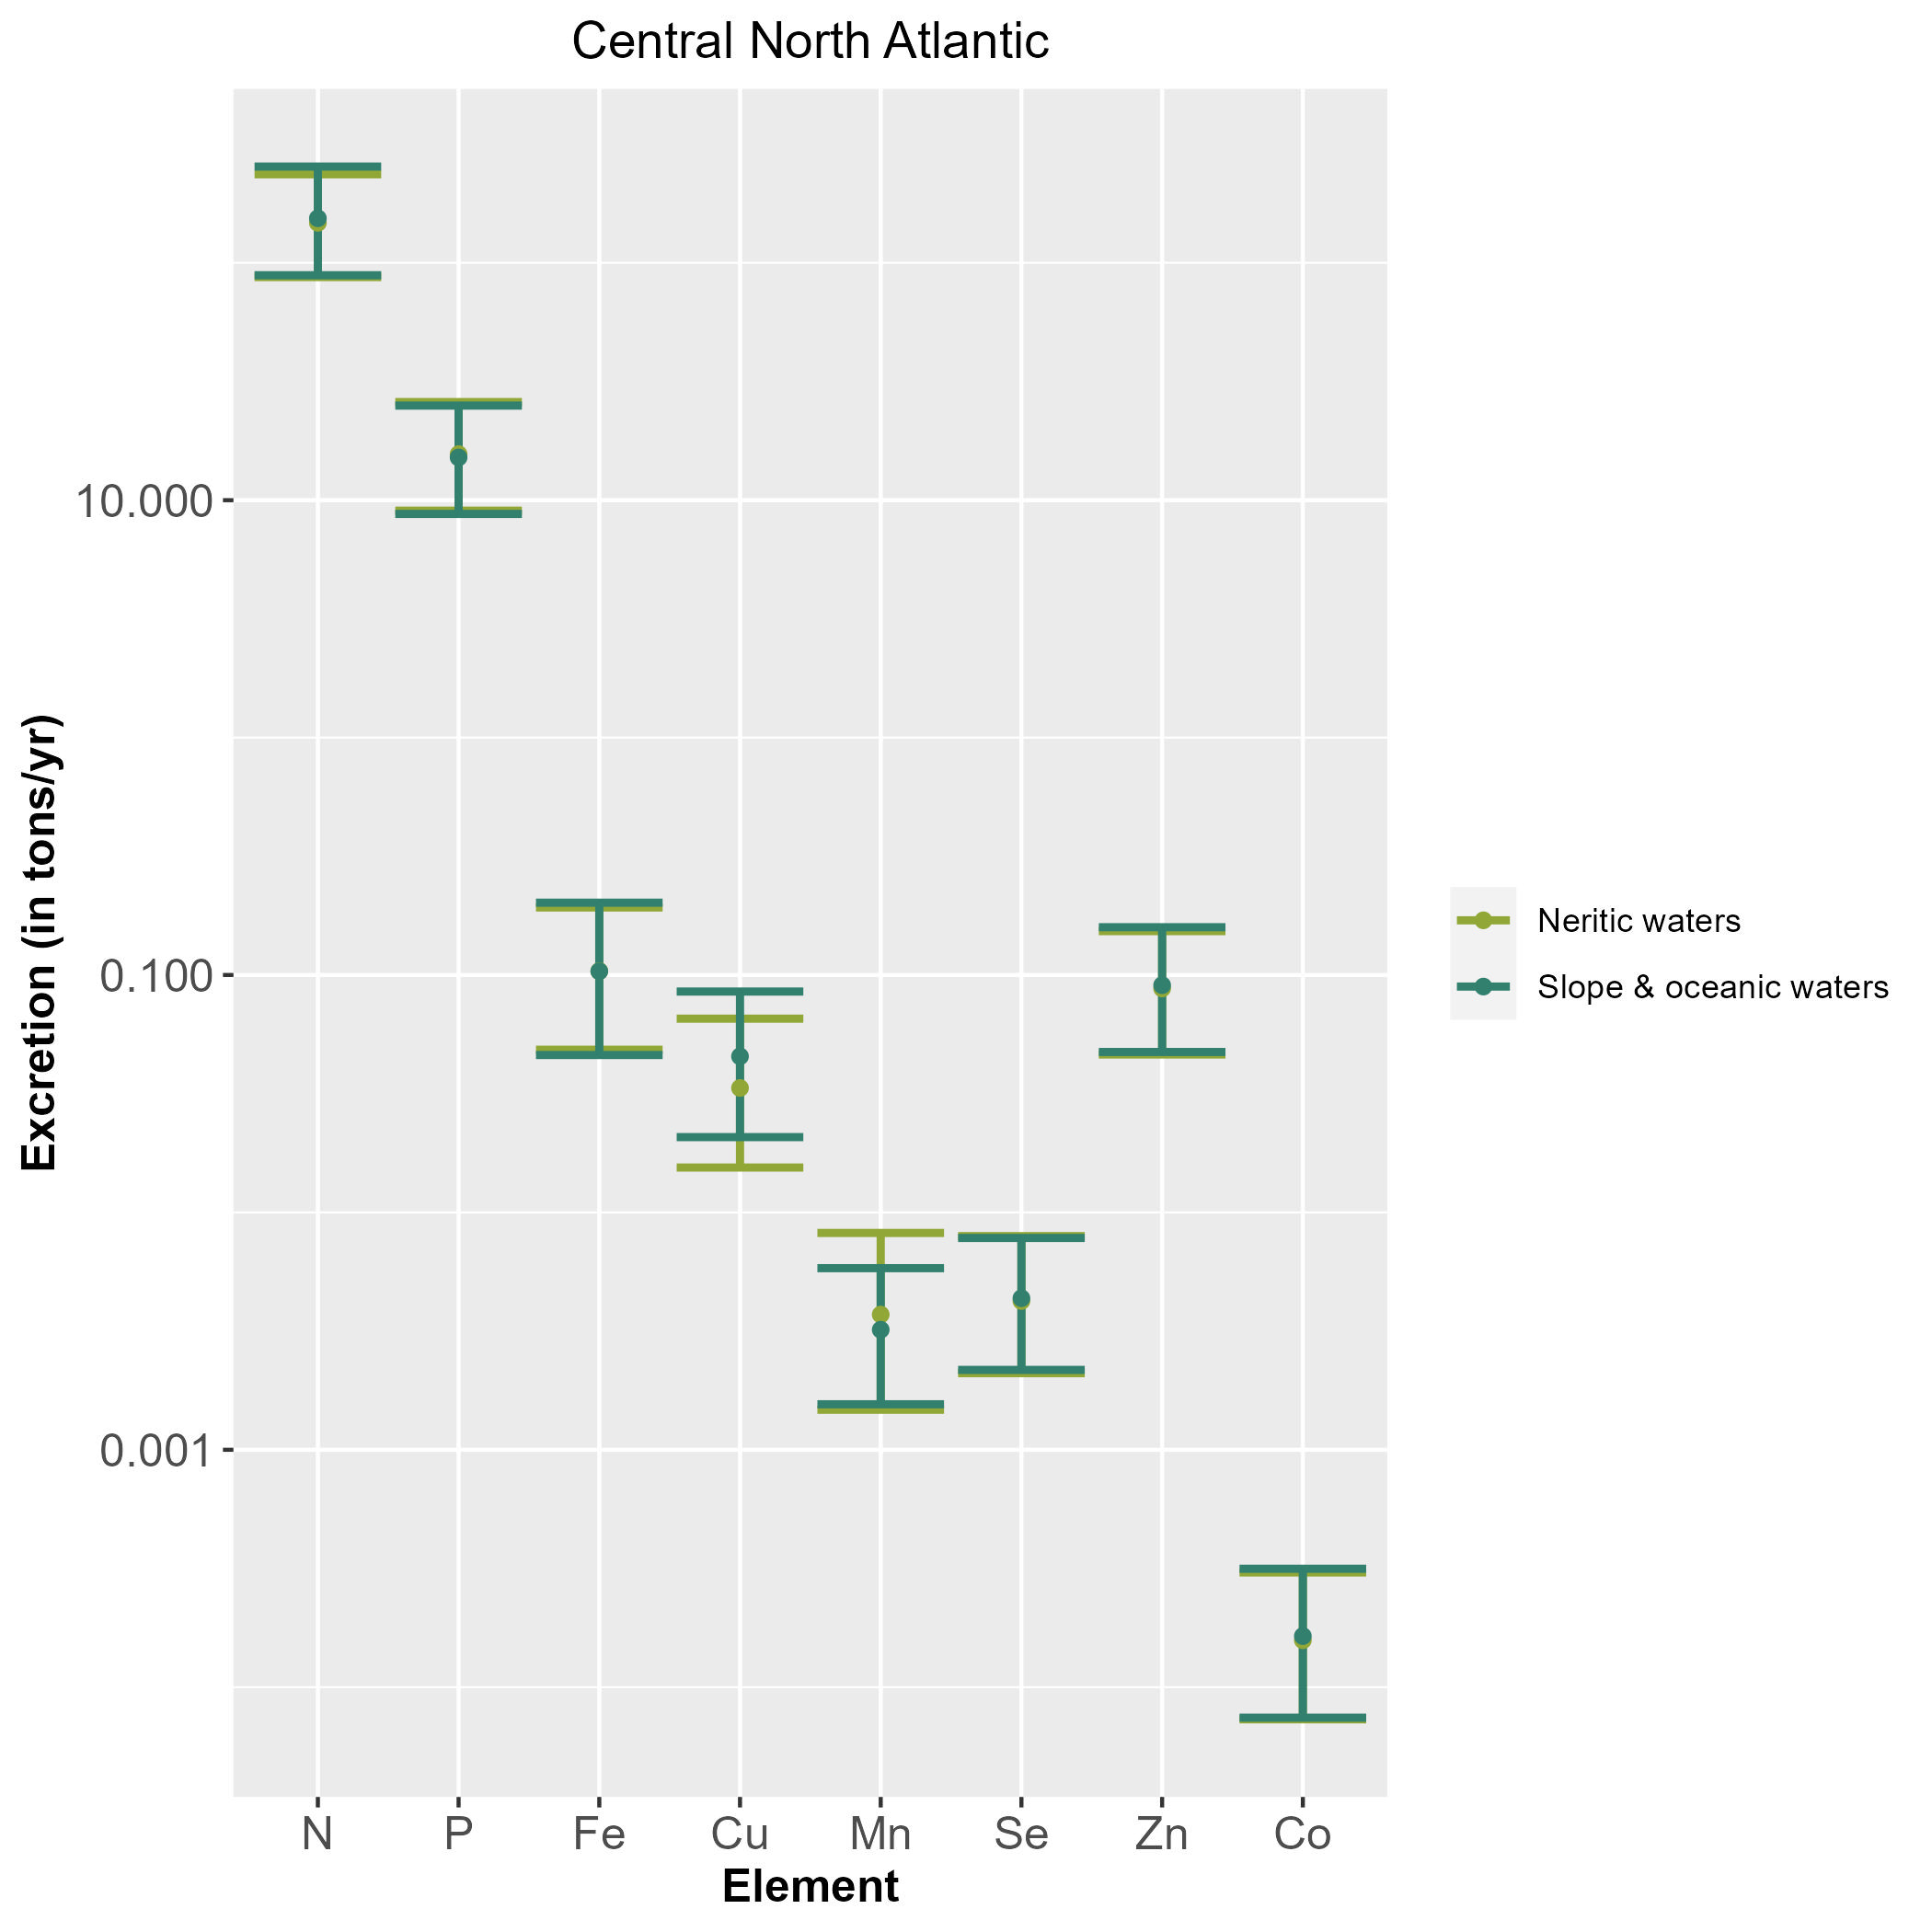 Central North Atlantic
Excretion (in tons/yr)
10.000
0.100
0.001
N P Fe Cu Mn Se Zn Co
Element
Neritic waters
Slope & oceanic waters